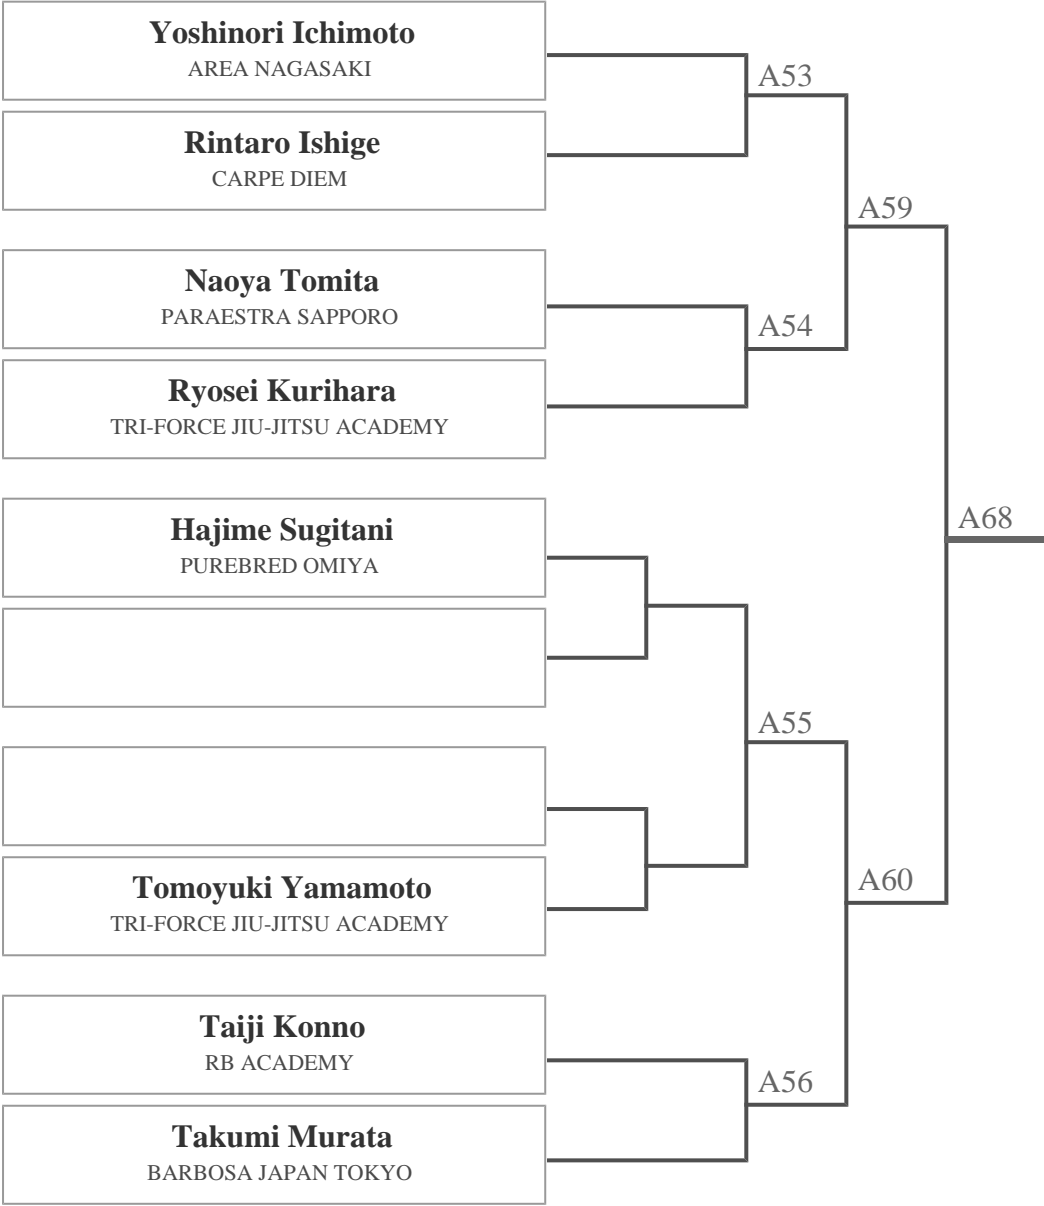 Yoshinori Ichimoto
AREA NAGASAKI
A53
Rintaro Ishige
CARPE DIEM
A59
Naoya Tomita
PARAESTRA SAPPORO
A54
Ryosei Kurihara
TRI-FORCE JIU-JITSU ACADEMY
A68
Hajime Sugitani
PUREBRED OMIYA
A55
Tomoyuki Yamamoto
TRI-FORCE JIU-JITSU ACADEMY
A60
Taiji Konno
RB ACADEMY
A56
Takumi Murata
BARBOSA JAPAN TOKYO